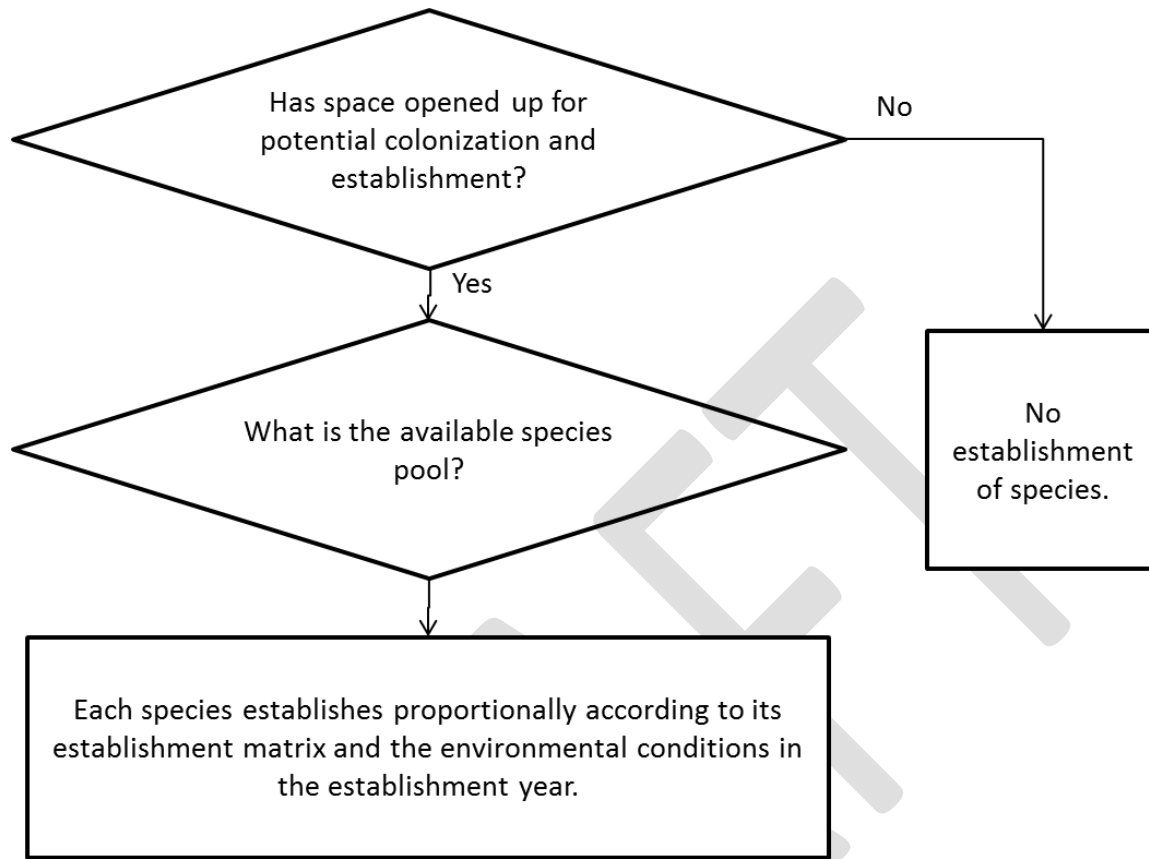 Has space opened up for
potential colonization and
establishment?
No
Yes
What is the available species
pool?
No
establishment
of species.
Each species establishes proportionally according to its
establishment matrix and the environmental conditions in
the establishment year.